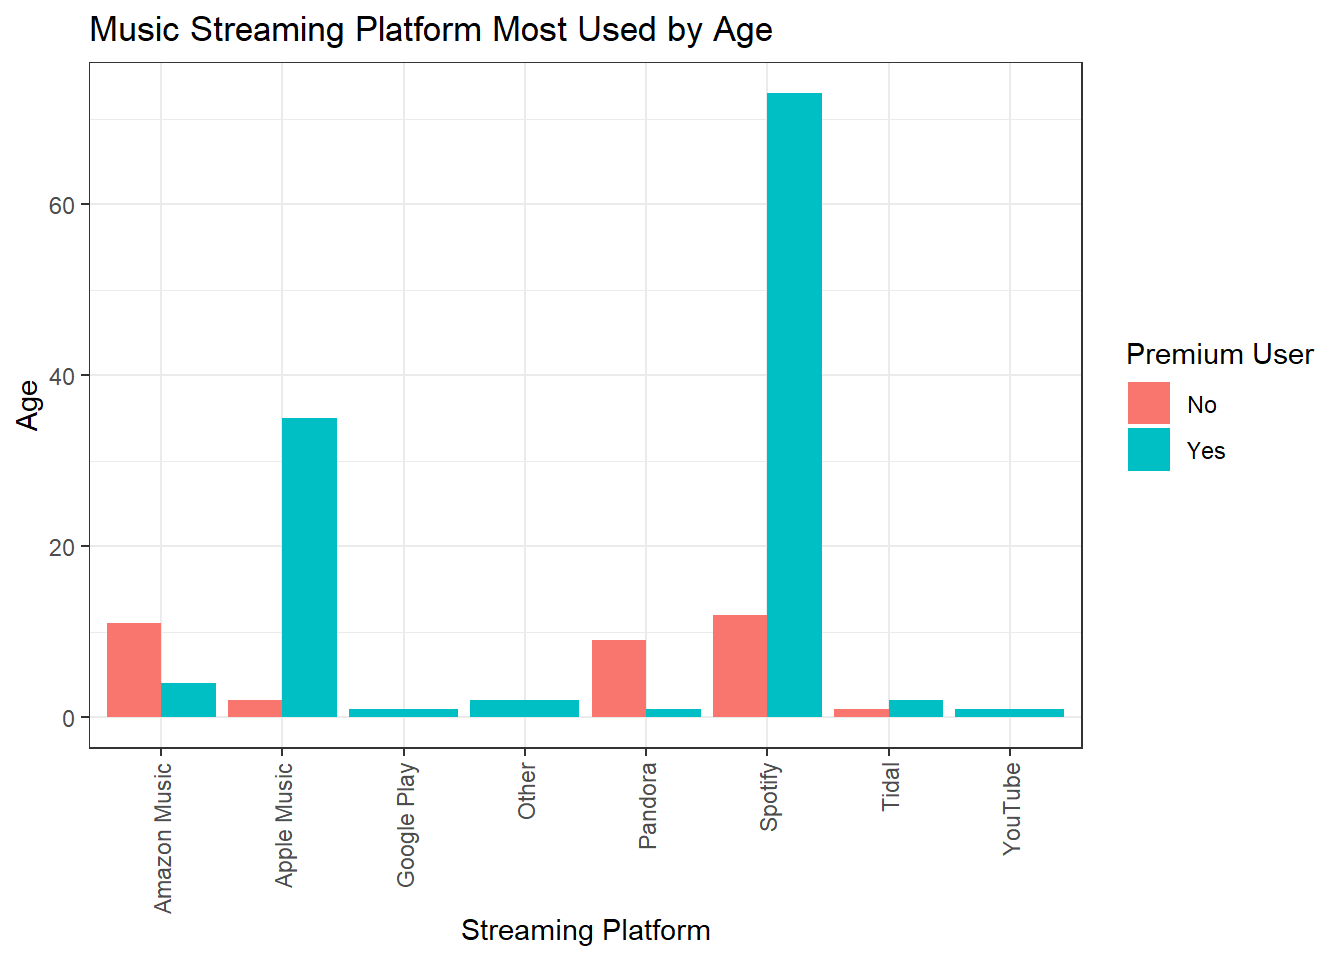 Music Streaming Platform Most Used by Age
Age
60
40
20
0
Amazon Music
Apple Music
Google Play
Other
Pandora
Spotify
Tidal
YouTube
Streaming Platform
Premium User
No
Yes